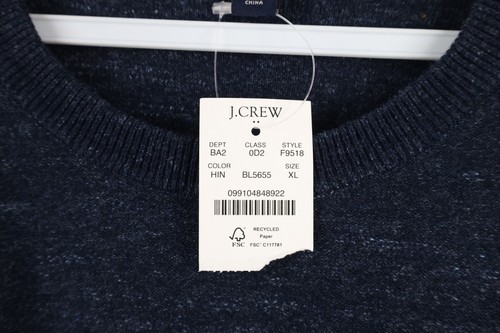 CHINA
J.CREW
DEPT CLASS STYLE
BA2 0D2 F9518
COLOR SIZE
HIN BL5655 XL
099104848922
RECYCLED
Paper
FSC FSC® C117781